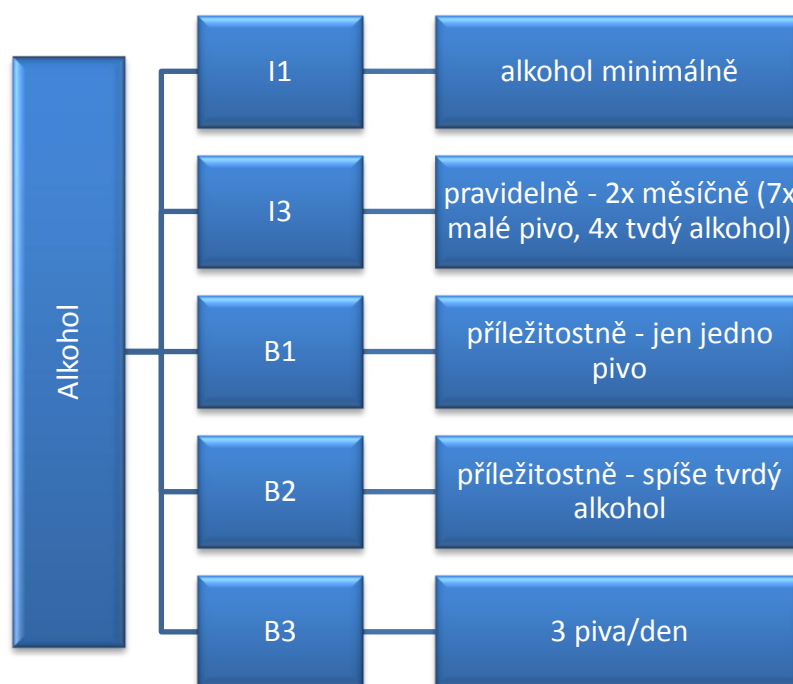 Alkohol
I1
alkohol minimálně
I3
pravidelně - 2x měsíčně (7x
malé pivo, 4x tvdý alkohol)
B1
příležitostně - jen jedno
pivo
B2
příležitostně - spíše tvrdý
alkohol
B3
3 piva/den